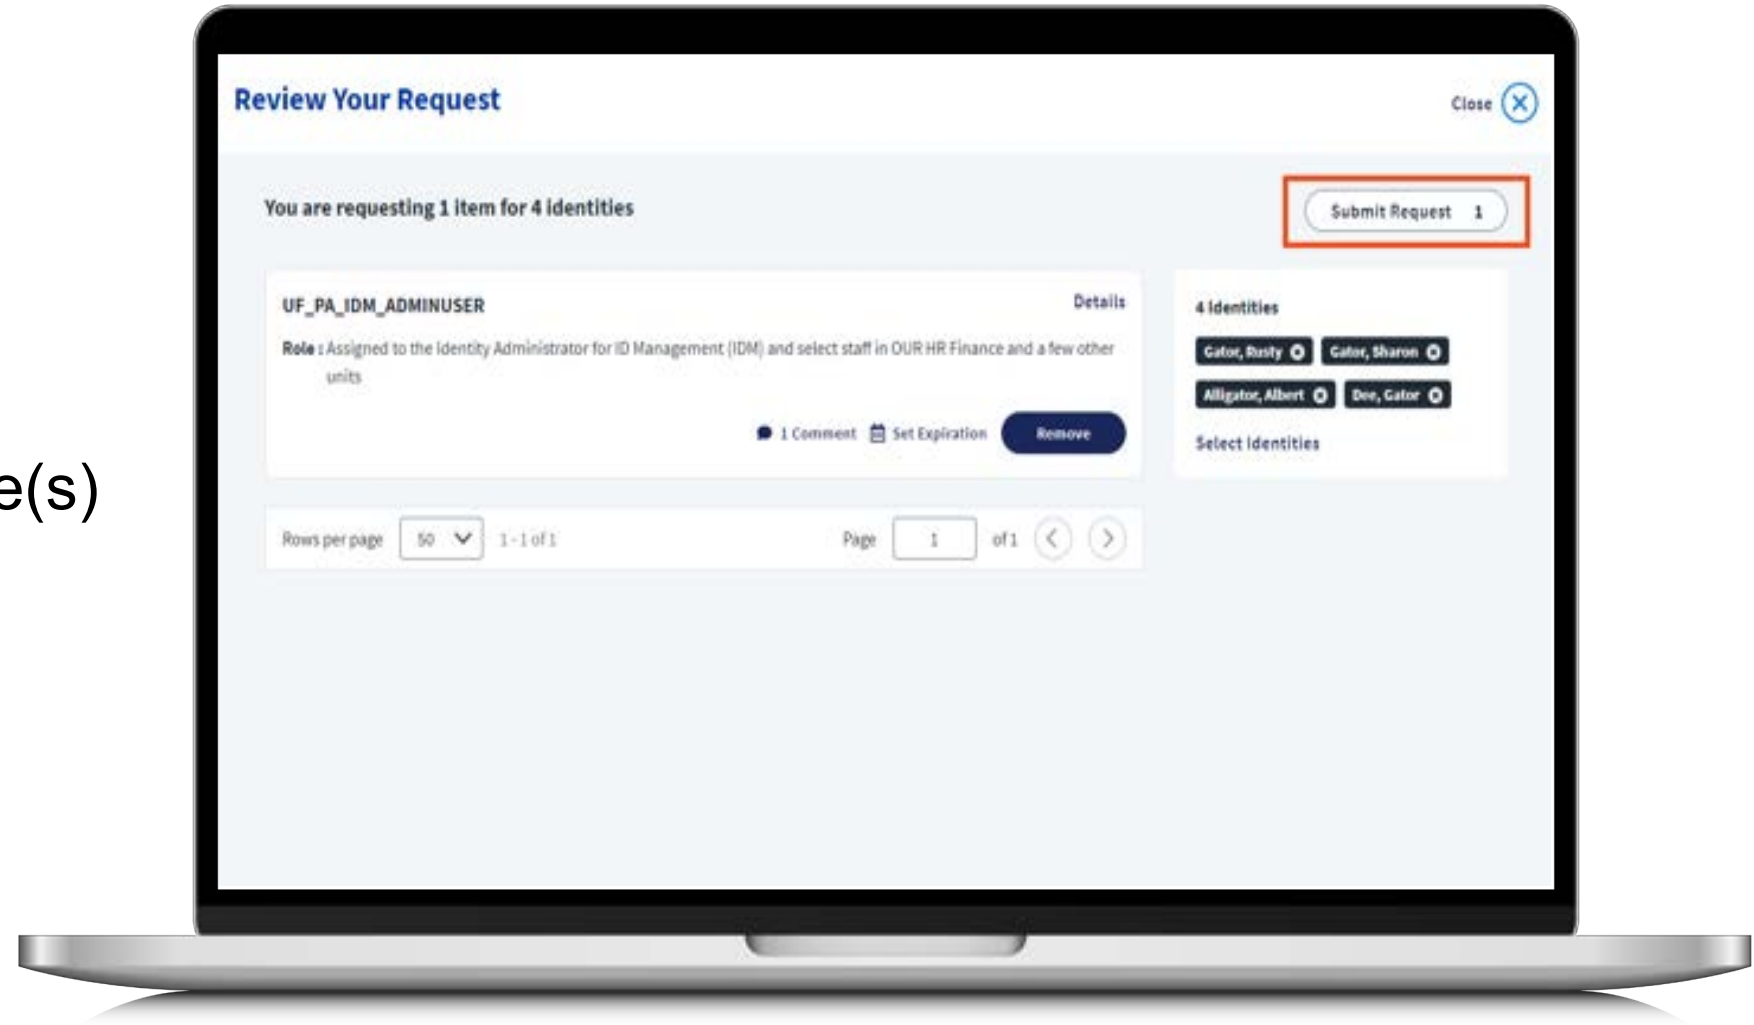 Review Your Request
Close
You are requesting 1 item for 4 identities
Submit Request 1
UF_PA_IDM_ADMINUSER
Details
Role : Assigned to the Identity Administrator for ID Management (IDM) and select staff in OUR HR Finance and a few other
units
1 Comment Set Expiration Remove
4 Identities
Gator, Rusty Gator, Sharon
Alligator, Albert Dee, Gator
Select Identities
e(s)
Rows per page 50 1 - 1 of 1 Page 1 of 1